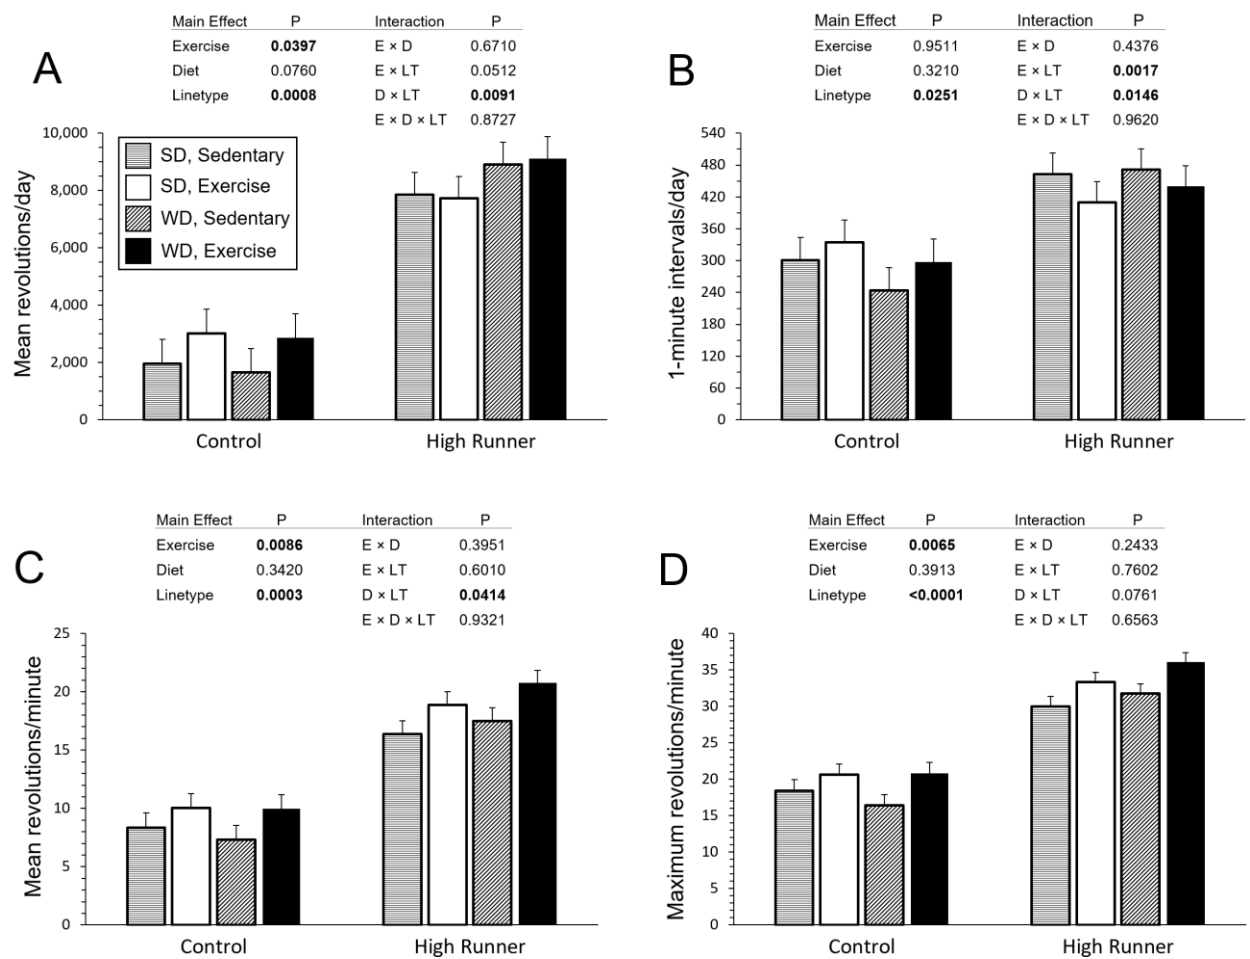 Main Effect P Interaction P
Exercise 0.0397 E × D 0.6710
Diet 0.0760 E × LT 0.0512
Linetype 0.0008 D × LT 0.0091
E × D × LT 0.8727
A
Mean revolutions/day
10,000
8,000
6,000
4,000
2,000
0
SD, Sedentary
SD, Exercise
WD, Sedentary
WD, Exercise
Control High Runner
Main Effect P Interaction P
Exercise 0.9511 E × D 0.4376
Diet 0.3210 E × LT 0.0017
Linetype 0.0251 D × LT 0.0146
E × D × LT 0.9620
B
1-minute intervals/day
540
480
420
360
300
240
180
120
60
0
Control High Runner
Main Effect P Interaction P
Exercise 0.0086 E × D 0.3951
Diet 0.3420 E × LT 0.6010
Linetype 0.0003 D × LT 0.0414
E × D × LT 0.9321
C
Mean revolutions/minute
25
20
15
10
5
0
Control High Runner
Main Effect P Interaction P
Exercise 0.0065 E × D 0.2433
Diet 0.3913 E × LT 0.7602
Linetype <0.0001 D × LT 0.0761
E × D × LT 0.6563
D
Maximum revolutions/minute
40
35
30
25
20
15
10
5
0
Control High Runner